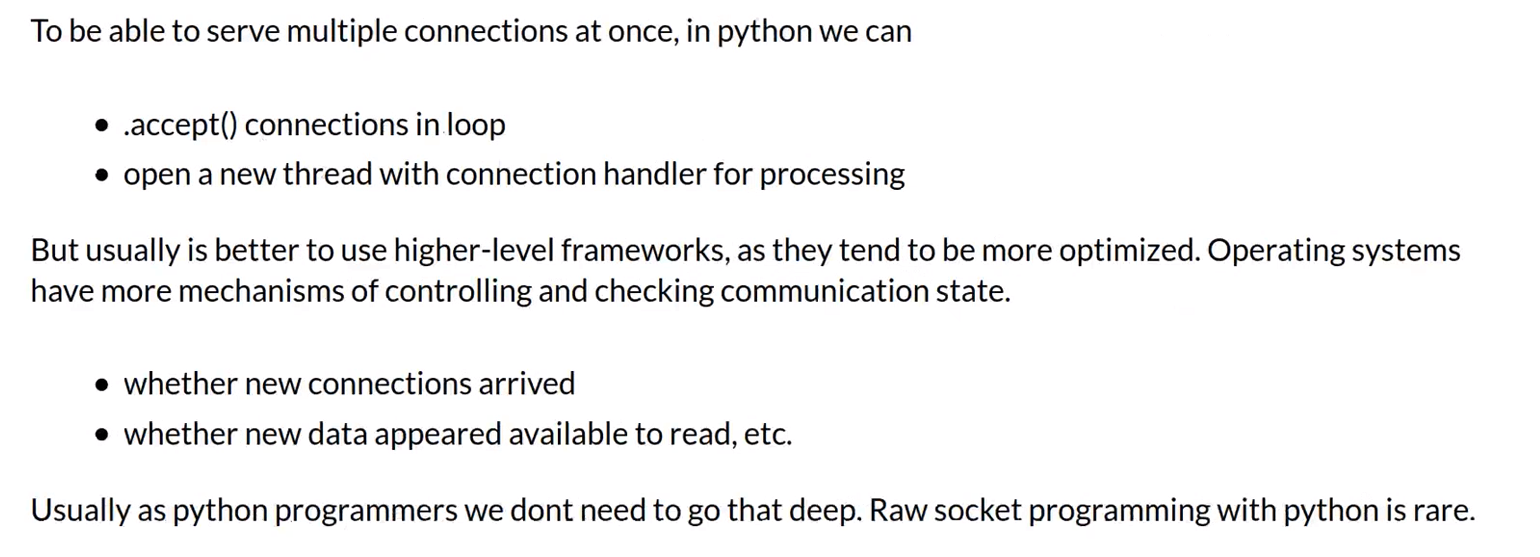 To be able to serve multiple connections at once, in python we can
• .accept() connections in loop
• open a new thread with connection handler for processing
But usually is better to use higher-level frameworks, as they tend to be more optimized. Operating systems
have more mechanisms of controlling and checking communication state.
• whether new connections arrived
• whether new data appeared available to read, etc.
Usually as python programmers we dont need to go that deep. Raw socket programming with python is rare.